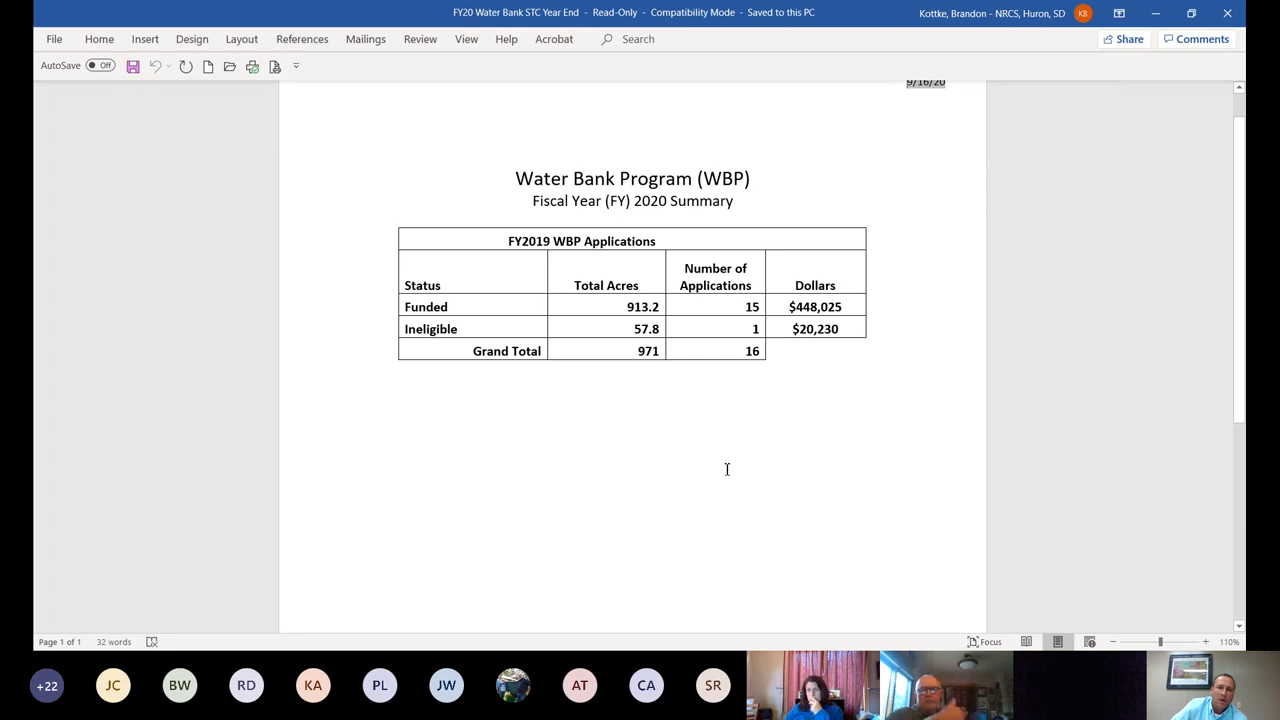 FY20 Water Bank STC Year End - Read-Only - Compatibility Mode - Saved to this PC
Kottke, Brandon - NRCS, Huron, SD KB
File Home Insert Design Layout References Mailings Review View Help Acrobat Search Share Comments
AutoSave Off
9/16/20
Water Bank Program (WBP)
Fiscal Year (FY) 2020 Summary
FY2019 WBP Applications
Status Total Acres Number of Applications Dollars
Funded 913.2 15 $448,025
Ineligible 57.8 1 $20,230
Grand Total 971 16
Page 1 of 1 32 words Focus 110%
+22 JC BW RD KA PL JW AT CA SR